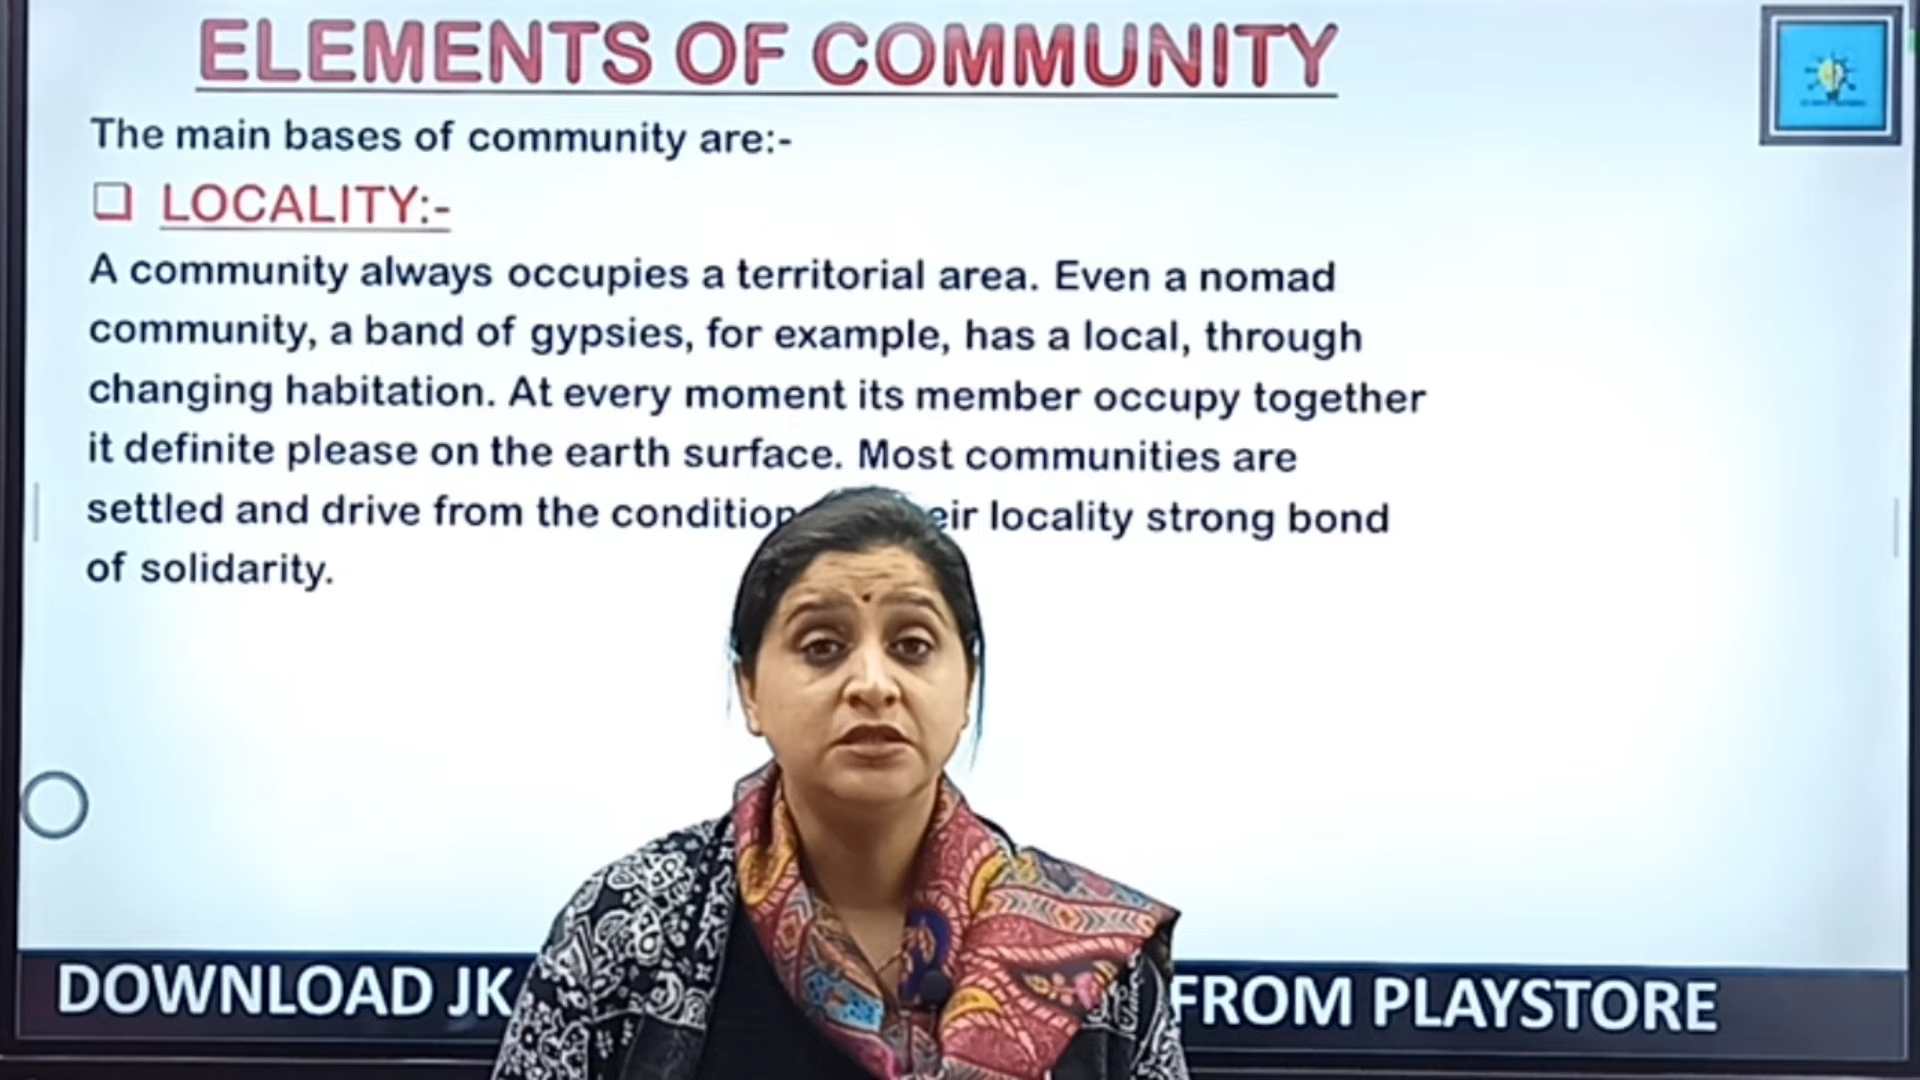 ELEMENTS OF COMMUNITY
The main bases of community are:-
❑ LOCALITY:-
A community always occupies a territorial area. Even a nomad
community, a band of gypsies, for example, has a local, through
changing habitation. At every moment its member occupy together
it definite please on the earth surface. Most communities are
settled and drive from the condition eir locality strong bond
of solidarity.
DOWNLOAD JK FROM PLAYSTORE